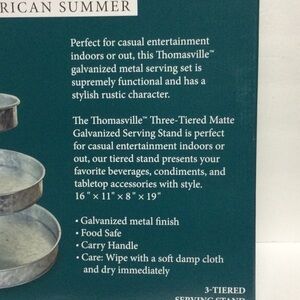 RICAN SUMMER
Perfect for casual entertainment
indoors or out, this Thomasville™
galvanized metal serving set is
supremely functional and has a
stylish rustic character.
The Thomasville™ Three-Tiered Matte
Galvanized Serving Stand is perfect
for casual entertainment indoors or
out, our tiered stand presents your
favorite beverages, condiments, and
tabletop accessories with style.
16 " × 11" × 8" × 19"
• Galvanized metal finish
• Food Safe
• Carry Handle
• Care: Wipe with a soft damp cloth
and dry immediately
3-TIERED
SERVING STAND